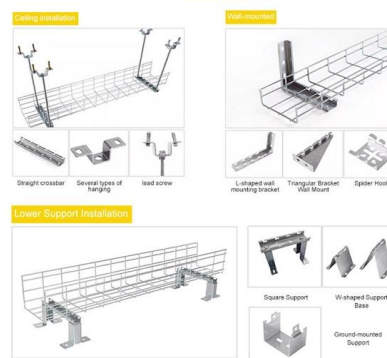 Ceiling installation
Wall-mounted
Straight crossbar
Several types of
hanging
lead screw
L-shaped wall
mounting bracket
Triangular Bracket
Wall Mount
Spider Hook
Lower Support Installation
Square Support
W-shaped Support
Base
Ground-mounted
Support